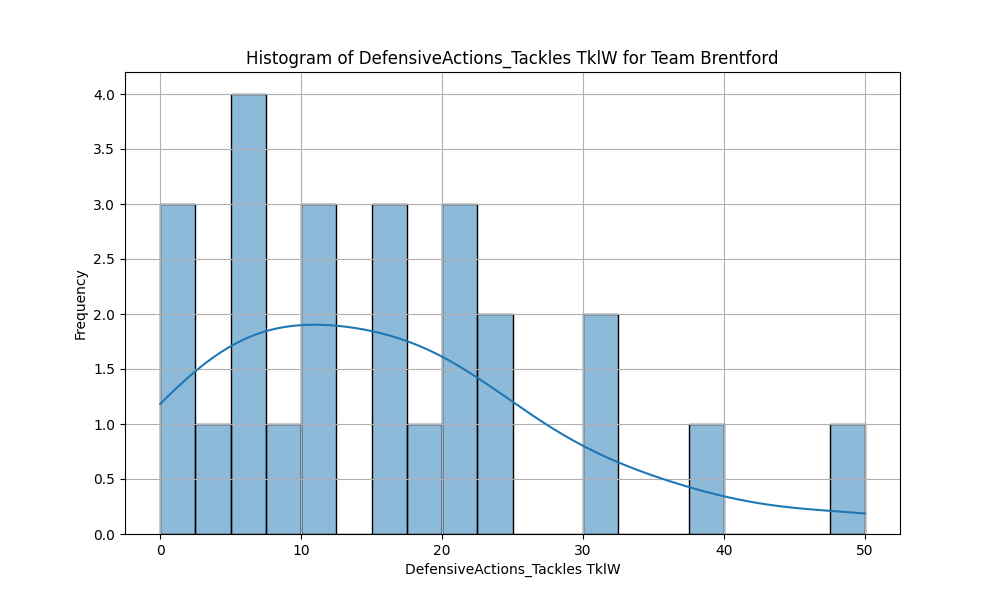 Histogram of DefensiveActions_Tackles TklW for Team Brentford
4.0
3.5
3.0
2.5
2.0
1.5
1.0
0.5
0.0
Frequency
0 10 20 30 40 50
DefensiveActions_Tackles TklW